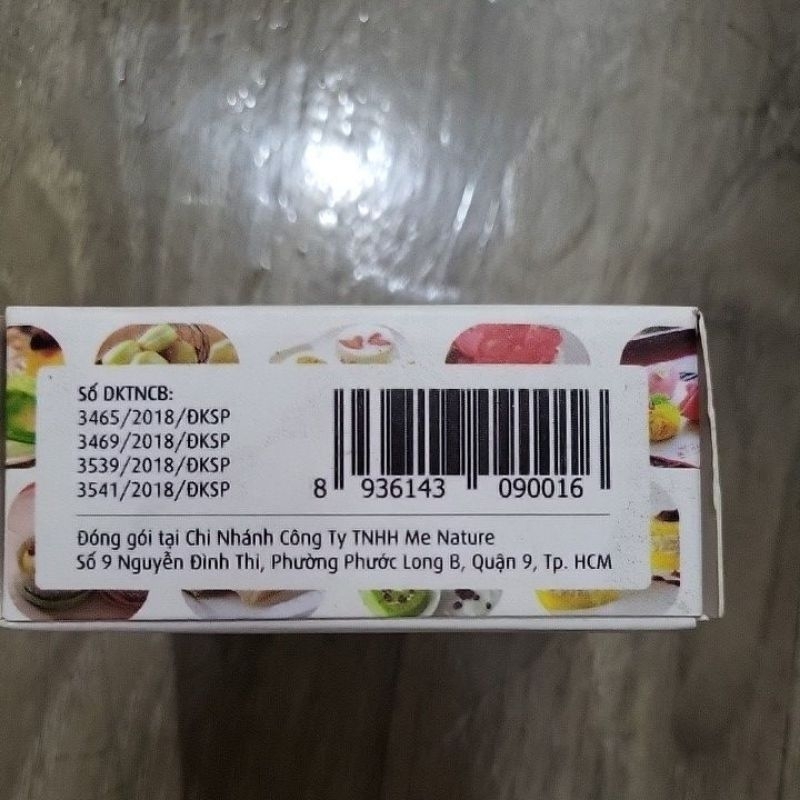 Số DKTNCB:
3465/2018/ĐKSP
3469/2018/ĐKSP
3539/2018/ĐKSP
3541/2018/ĐKSP
8 936143 090016
Đóng gói tại Chi Nhánh Công Ty TNHH Me Nature
Số 9 Nguyễn Đình Thi, Phường Phước Long B, Quận 9, Tp. HCM